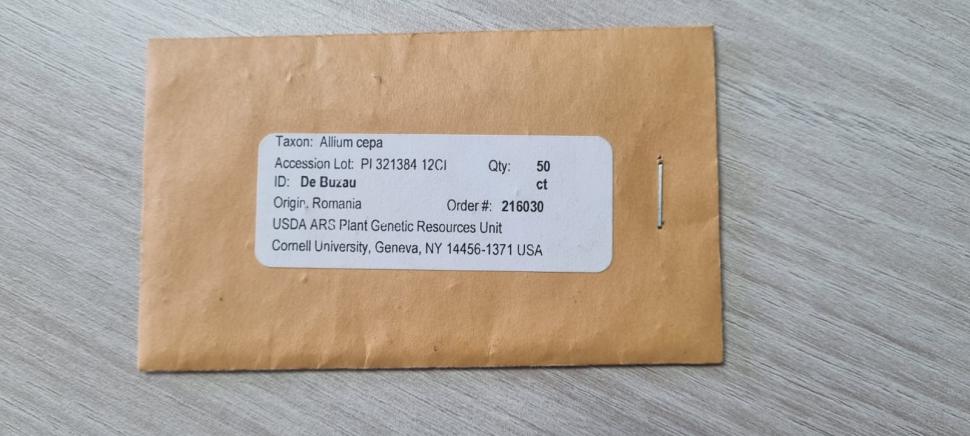 Taxon: Allium cepa
Accession Lot: PI 321384 12CI Qty: 50
ID: De Buzau ct
Origin. Romania Order #: 216030
USDA ARS Plant Genetic Resources Unit
Cornell University, Geneva, NY 14456-1371 USA